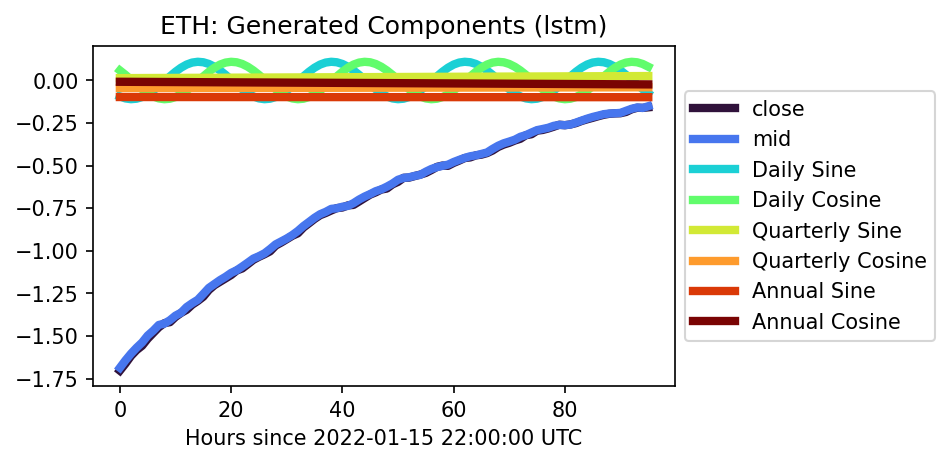 ETH: Generated Components (lstm)
0.00
−0.25
−0.50
−0.75
−1.00
−1.25
−1.50
−1.75
0 20 40 60 80
Hours since 2022-01-15 22:00:00 UTC
close
mid
Daily Sine
Daily Cosine
Quarterly Sine
Quarterly Cosine
Annual Sine
Annual Cosine